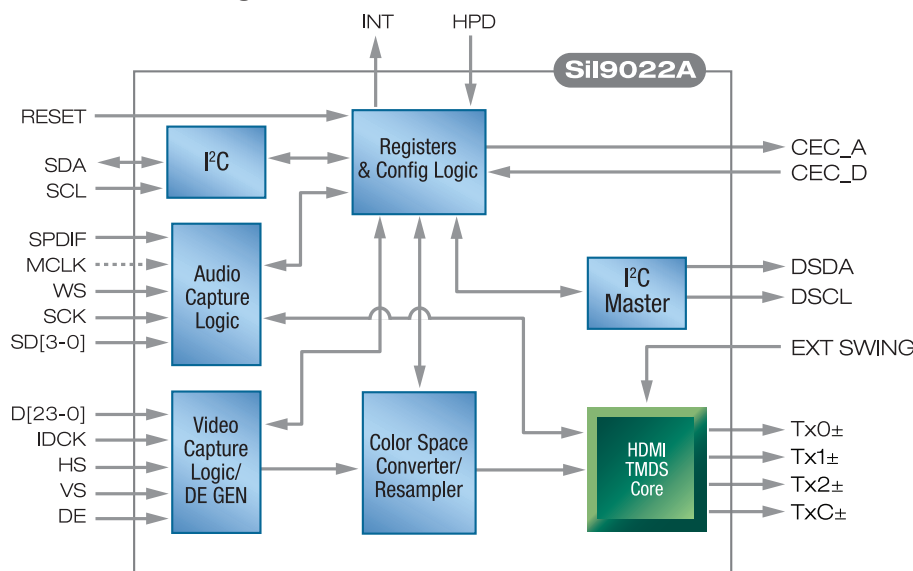 INT
HPD
SiI9022A
RESET
SDA
SCL
I²C
Registers
& Config Logic
CEC_A
CEC_D
SPDIF
MCLK
WS
SCK
SD[3-0]
Audio
Capture
Logic
I²C
Master
DSDA
DSCL
EXT SWING
D[23-0]
IDCK
HS
VS
DE
Video
Capture
Logic/
DE GEN
Color Space
Converter/
Resampler
HDMI
TMDS
Core
Tx0±
Tx1±
Tx2±
TxC±